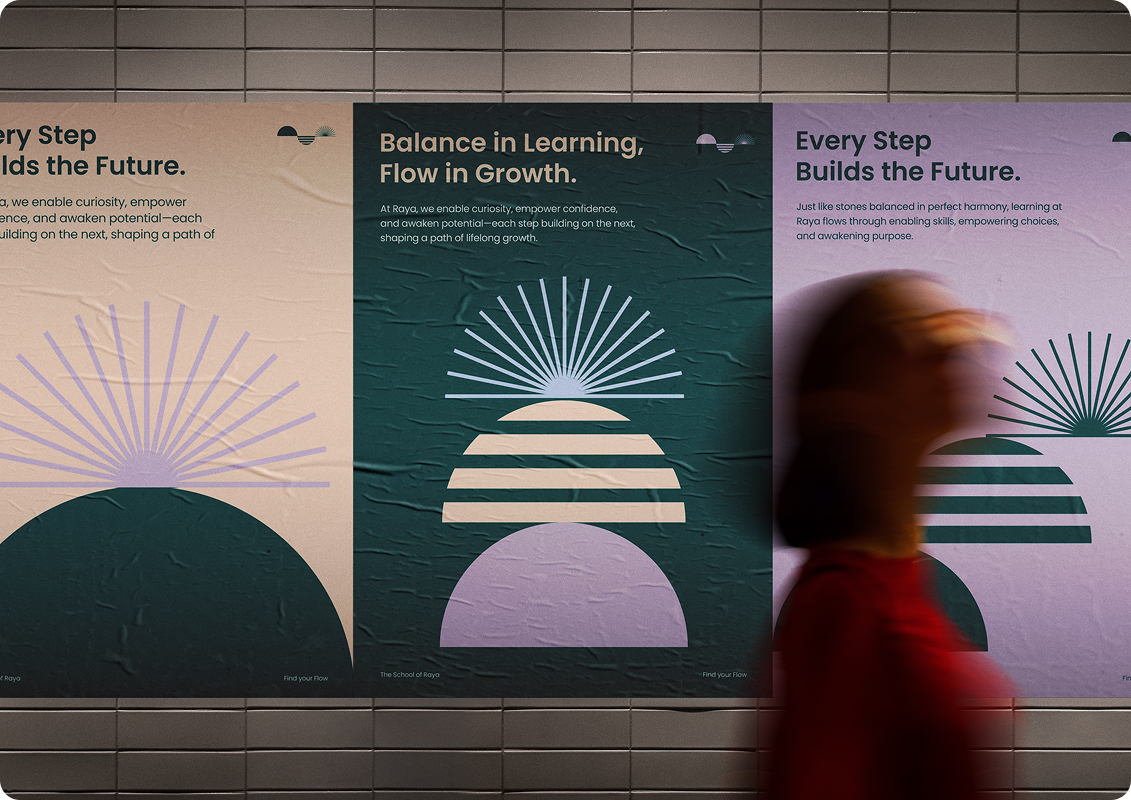 ery Step
lds the Future.
a, we enable curiosity, empower
ence, and awaken potential—each
uilding on the next, shaping a path of
of Raya
Find your Flow
Balance in Learning,
Flow in Growth.
At Raya, we enable curiosity, empower confidence,
and awaken potential—each step building on the next,
shaping a path of lifelong growth.
The School of Raya
Find your Flow
Every Step
Builds the Future.
Just like stones balanced in perfect harmony, learning at
Raya flows through enabling skills, empowering choices,
and awakening purpose.